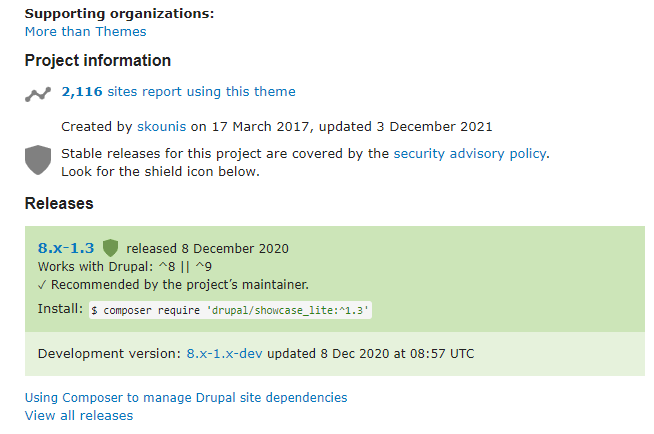 Supporting organizations:
More than Themes
Project information
2,116 sites report using this theme
Created by skounis on 17 March 2017, updated 3 December 2021
Stable releases for this project are covered by the security advisory policy.
Look for the shield icon below.
Releases
8.x-1.3 released 8 December 2020
Works with Drupal: ^8 || ^9
✓ Recommended by the project’s maintainer.
Install: $ composer require 'drupal/showcase_lite:^1.3'
Development version: 8.x-1.x-dev updated 8 Dec 2020 at 08:57 UTC
Using Composer to manage Drupal site dependencies
View all releases